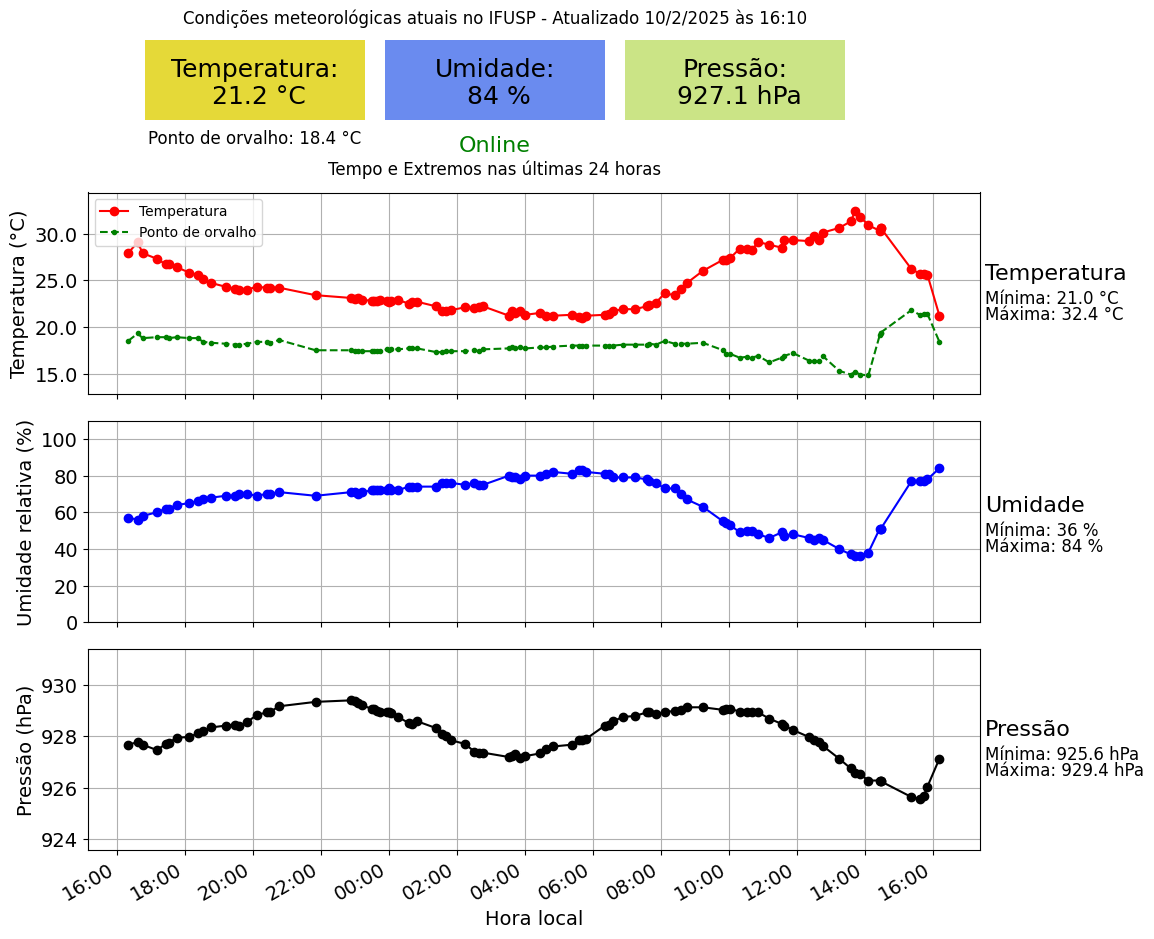 Condições meteorológicas atuais no IFUSP - Atualizado 10/2/2025 às 16:10
Temperatura:
21.2 °C
Umidade:
84 %
Pressão:
927.1 hPa
Ponto de orvalho: 18.4 °C
Online
Tempo e Extremos nas últimas 24 horas
Temperatura (°C)
30.0
25.0
20.0
15.0
Temperatura
Ponto de orvalho
Temperatura
Mínima: 21.0 °C
Máxima: 32.4 °C
Umidade relativa (%)
100
80
60
40
20
0
Umidade
Mínima: 36 %
Máxima: 84 %
Pressão (hPa)
930
928
926
924
Pressão
Mínima: 925.6 hPa
Máxima: 929.4 hPa
16:00
18:00
20:00
22:00
00:00
02:00
04:00
06:00
08:00
10:00
12:00
14:00
16:00
Hora local